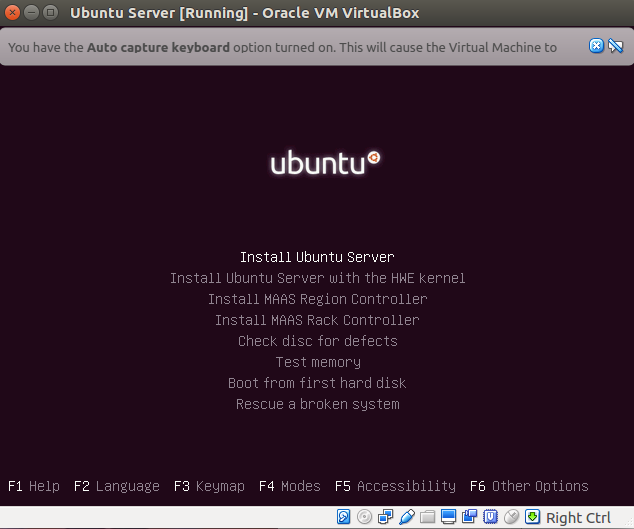 Ubuntu Server [Running] - Oracle VM VirtualBox
You have the Auto capture keyboard option turned on. This will cause the Virtual Machine to
ubuntu
Install Ubuntu Server
Install Ubuntu Server with the HWE kernel
Install MAAS Region Controller
Install MAAS Rack Controller
Check disc for defects
Test memory
Boot from first hard disk
Rescue a broken system
F1 Help F2 Language F3 Keymap F4 Modes F5 Accessibility F6 Other Options
Right Ctrl